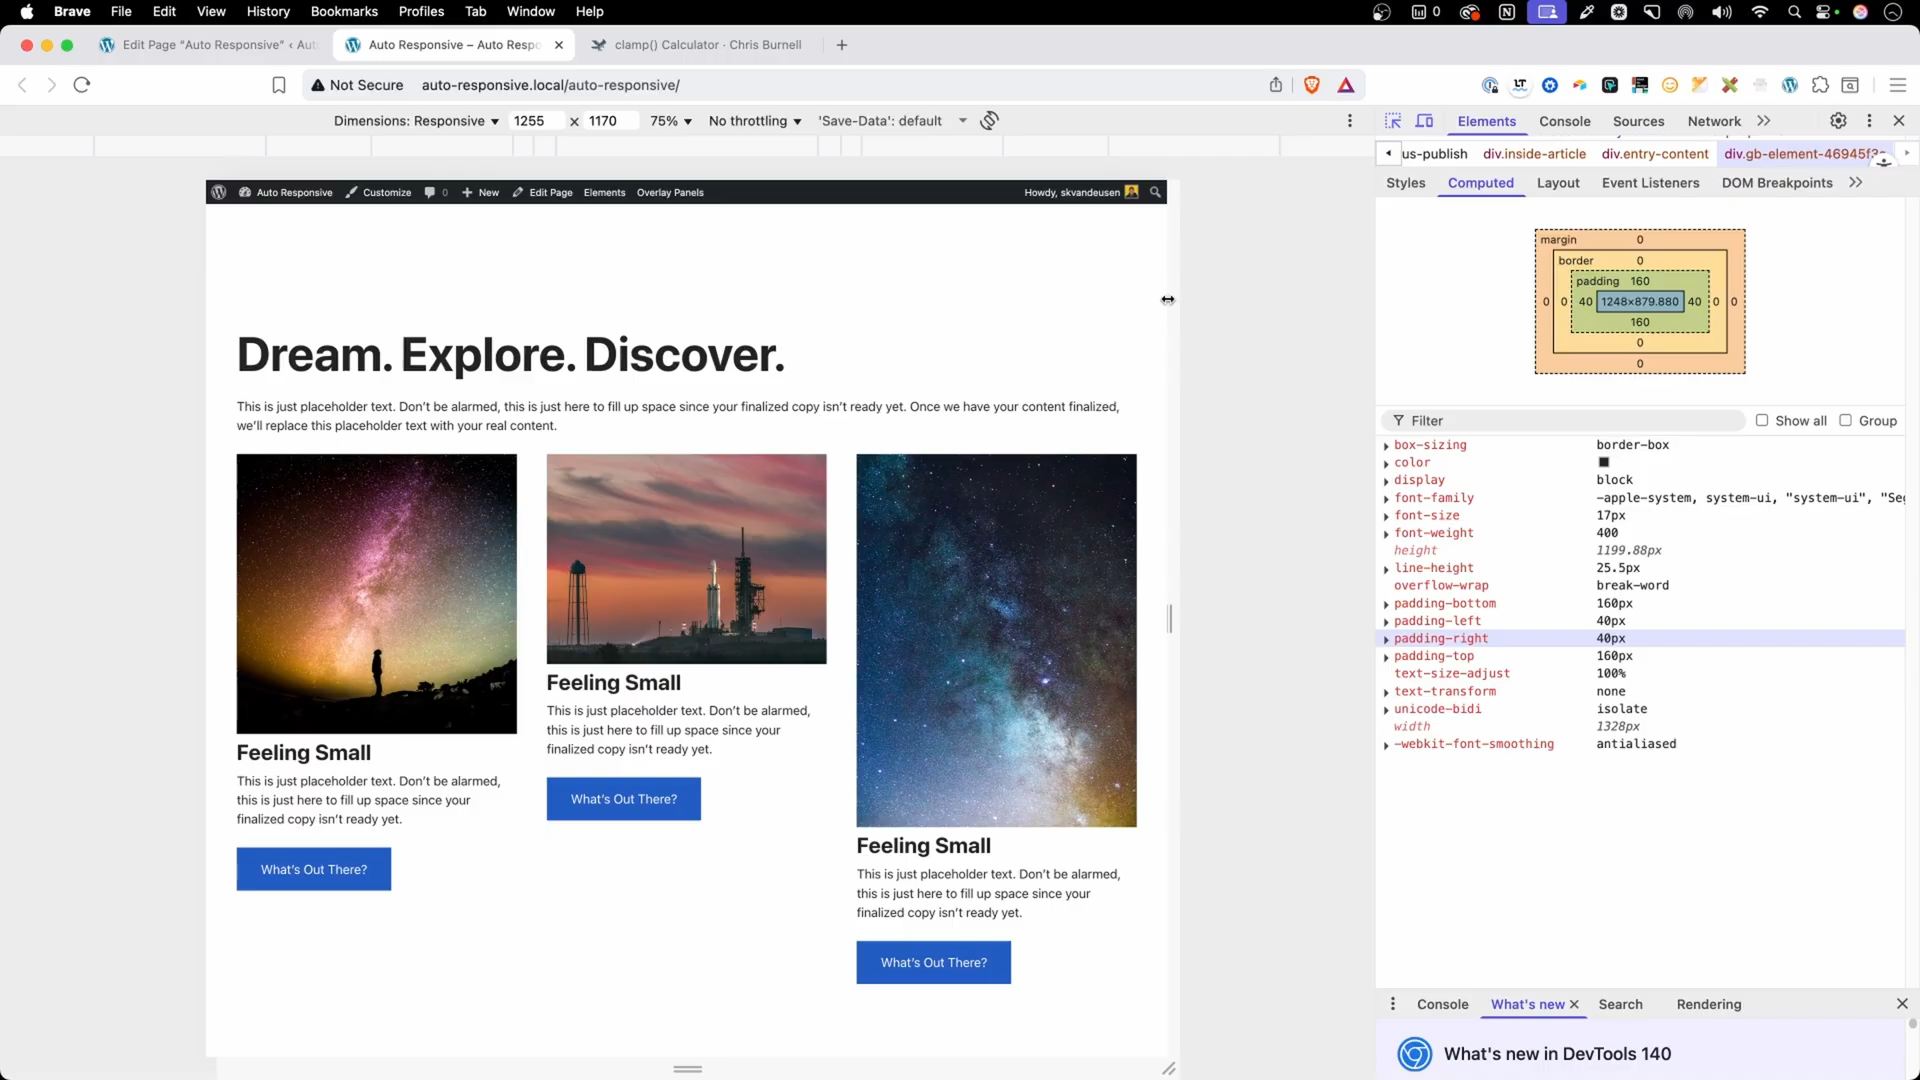 Brave File Edit View History Bookmarks Profiles Tab Window Help 0
Edit Page “Auto Responsive” ‹ Aut
Auto Responsive – Auto Respo
clamp() Calculator · Chris Burnell
Not Secure auto-responsive.local/auto-responsive/
Dimensions: Responsive 1255 x 1170 75% No throttling 'Save-Data': default
Auto Responsive Customize 0 New Edit Page Elements Overlay Panels Howdy, skvandeusen
Dream. Explore. Discover.
This is just placeholder text. Don’t be alarmed, this is just here to fill up space since your finalized copy isn’t ready yet. Once we have your content finalized,
we’ll replace this placeholder text with your real content.
Feeling Small
This is just placeholder text. Don’t be alarmed,
this is just here to fill up space since your
finalized copy isn’t ready yet.
What’s Out There?
Feeling Small
This is just placeholder text. Don’t be alarmed,
this is just here to fill up space since your
finalized copy isn’t ready yet.
What’s Out There?
Feeling Small
This is just placeholder text. Don’t be alarmed,
this is just here to fill up space since your
finalized copy isn’t ready yet.
What’s Out There?
Elements Console Sources Network
us-publish div.inside-article div.entry-content div.gb-element-46945f3
Styles Computed Layout Event Listeners DOM Breakpoints
margin 0
border 0
padding 160
0 0 40 1248×879.880 40 0 0
160
0
0
Filter Show all Group
box-sizing border-box
color
display block
font-family -apple-system, system-ui, "system-ui", "Seg
font-size 17px
font-weight 400
height 1199.88px
line-height 25.5px
overflow-wrap break-word
padding-bottom 160px
padding-left 40px
padding-right 40px
padding-top 160px
text-size-adjust 100%
text-transform none
unicode-bidi isolate
width 1328px
-webkit-font-smoothing antialiased
Console What's new Search Rendering
What's new in DevTools 140